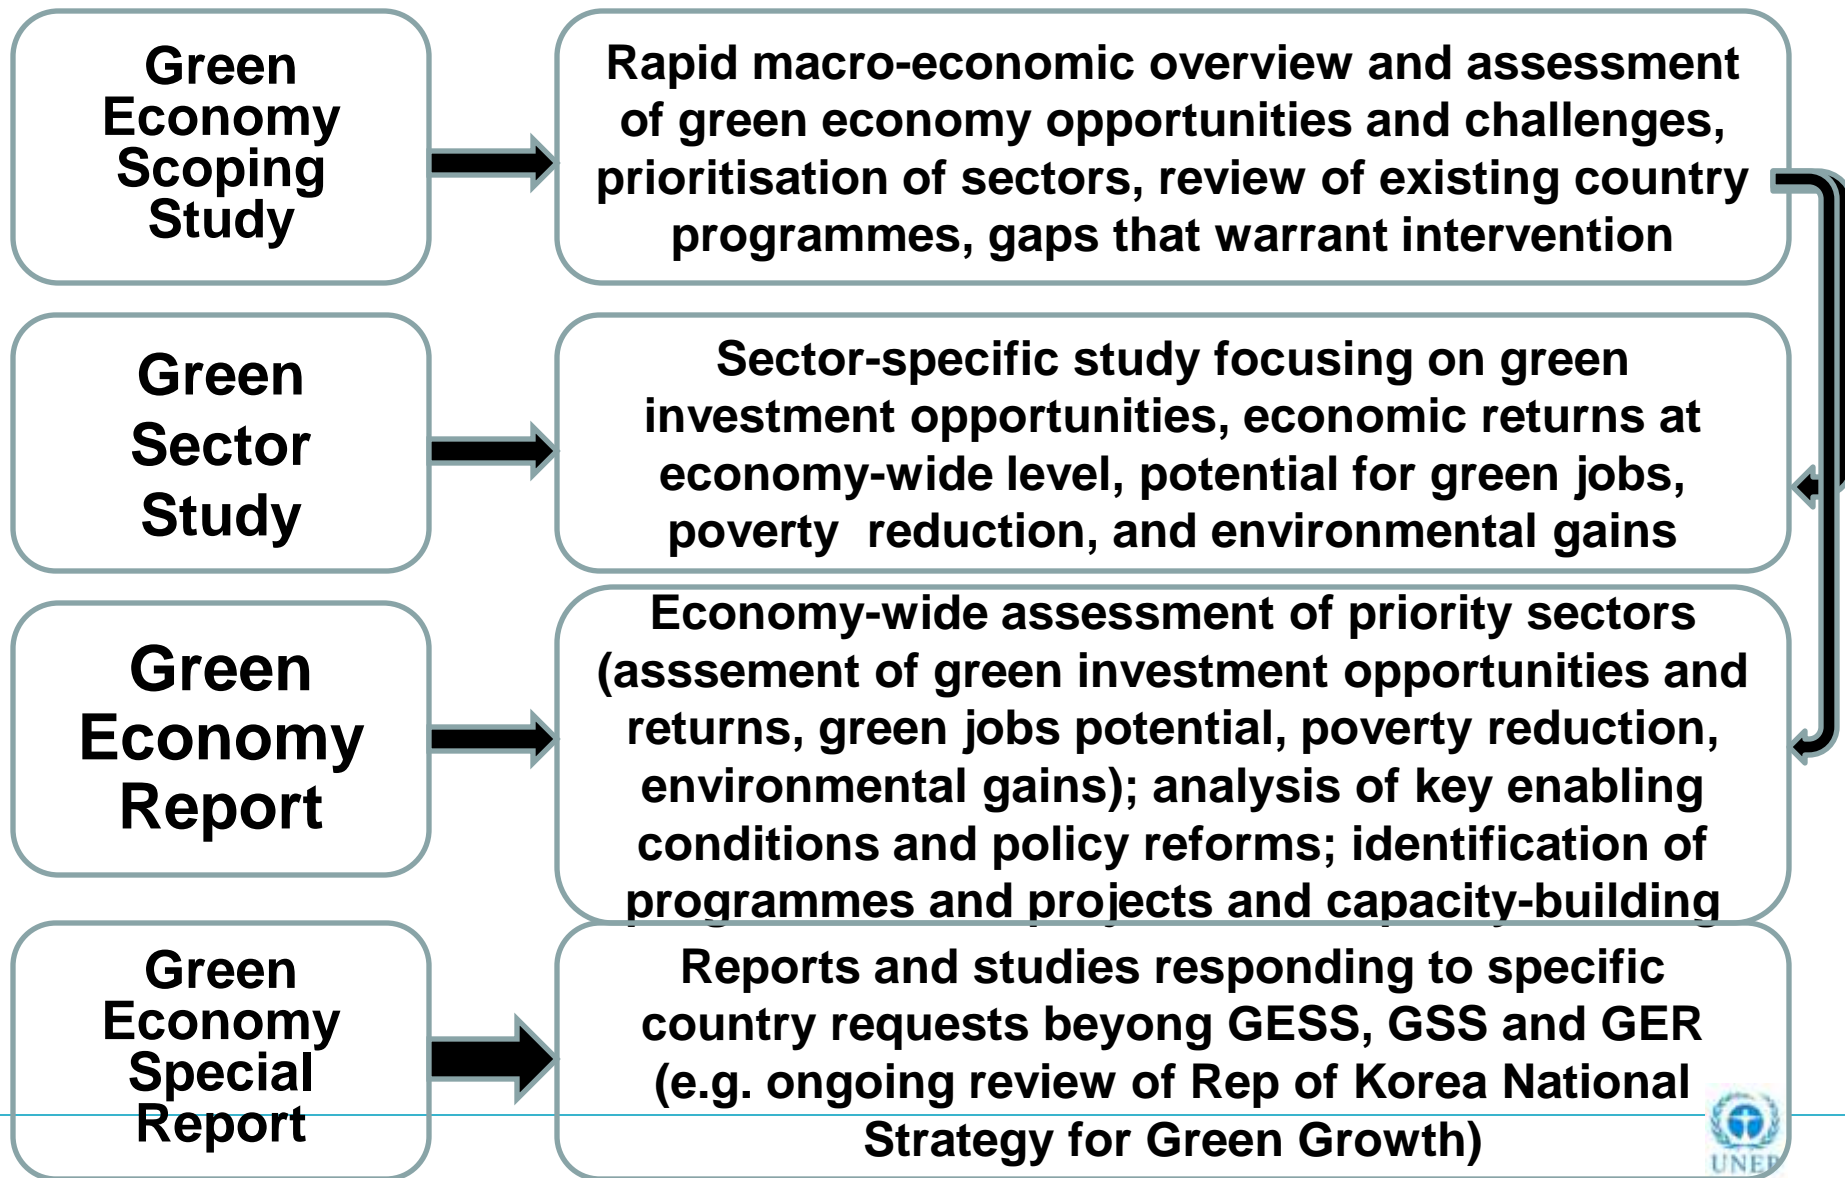 Green
Economy
Scoping
Study
Rapid macro-economic overview and assessment
of green economy opportunities and challenges,
prioritisation of sectors, review of existing country
programmes, gaps that warrant intervention
Green
Sector
Study
Sector-specific study focusing on green
investment opportunities, economic returns at
economy-wide level, potential for green jobs,
poverty reduction, and environmental gains
Green
Economy
Report
Economy-wide assessment of priority sectors
(asssement of green investment opportunities and
returns, green jobs potential, poverty reduction,
environmental gains); analysis of key enabling
conditions and policy reforms; identification of
programmes and projects and capacity-building
Green
Economy
Special
Report
Reports and studies responding to specific
country requests beyong GESS, GSS and GER
(e.g. ongoing review of Rep of Korea National
Strategy for Green Growth)
UNEP